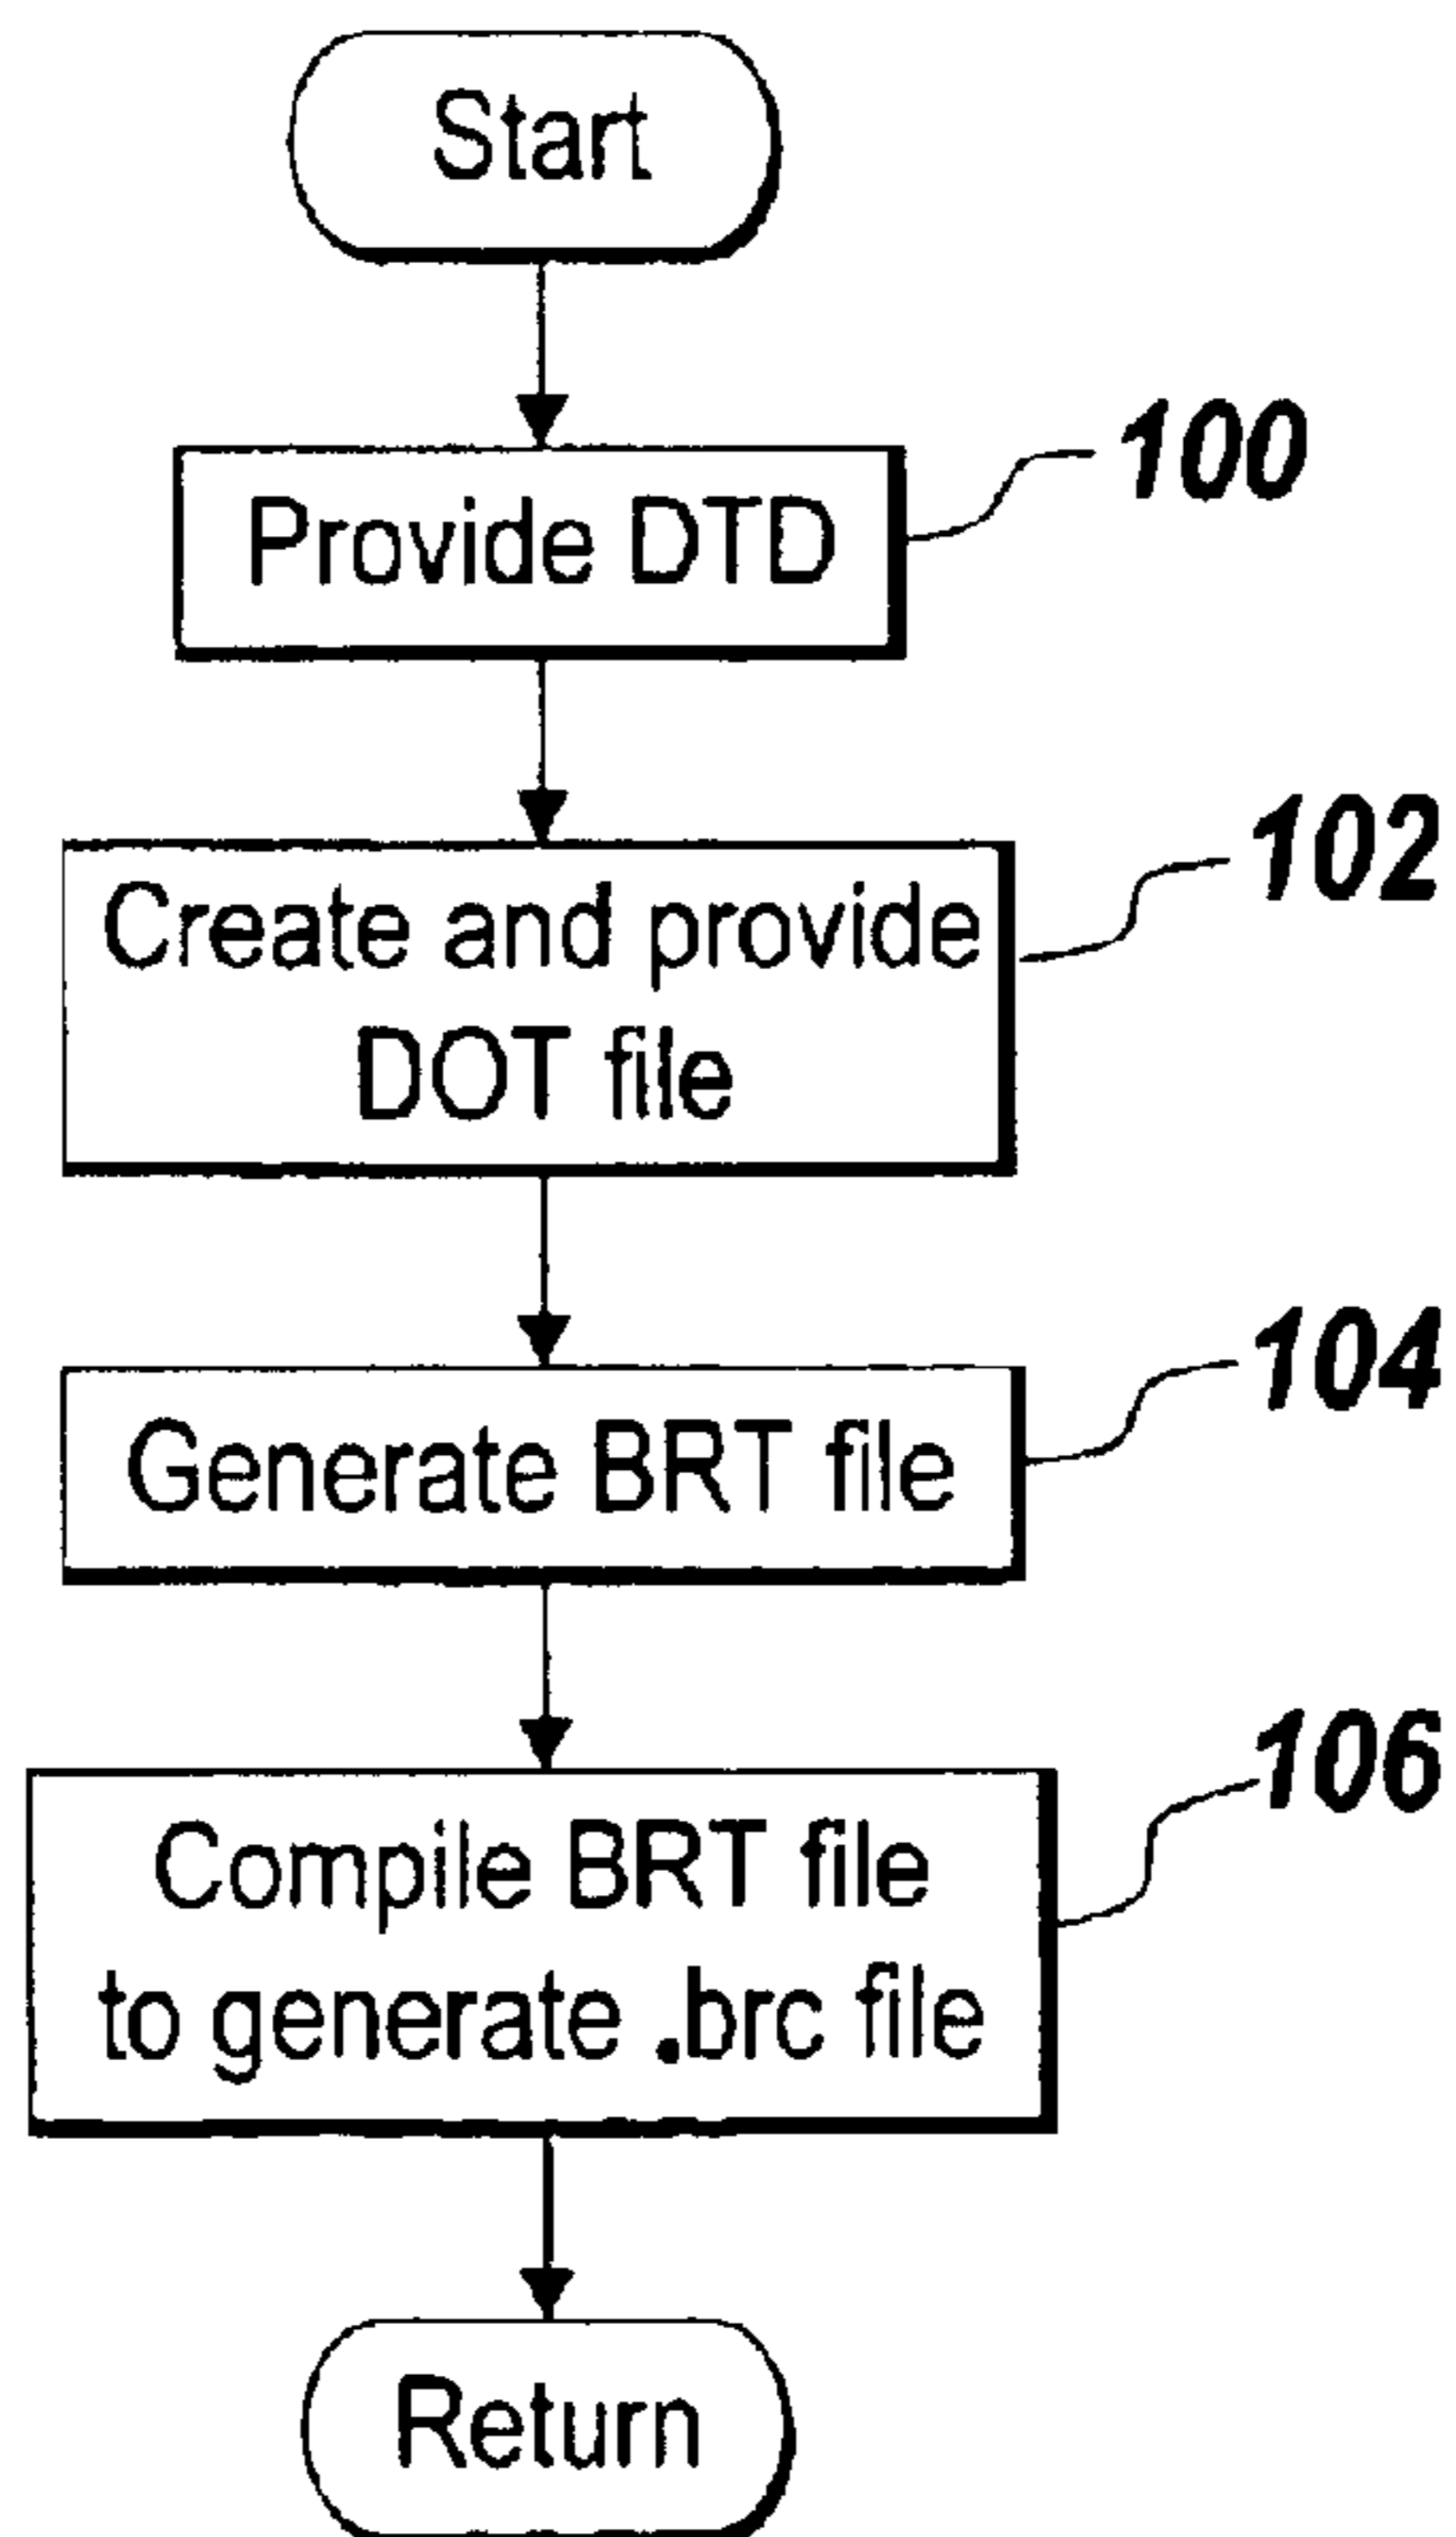 Start
Provide DTD
100
Create and provide
DOT file
102
Generate BRT file
104
Compile BRT file
to generate .brc file
106
Return